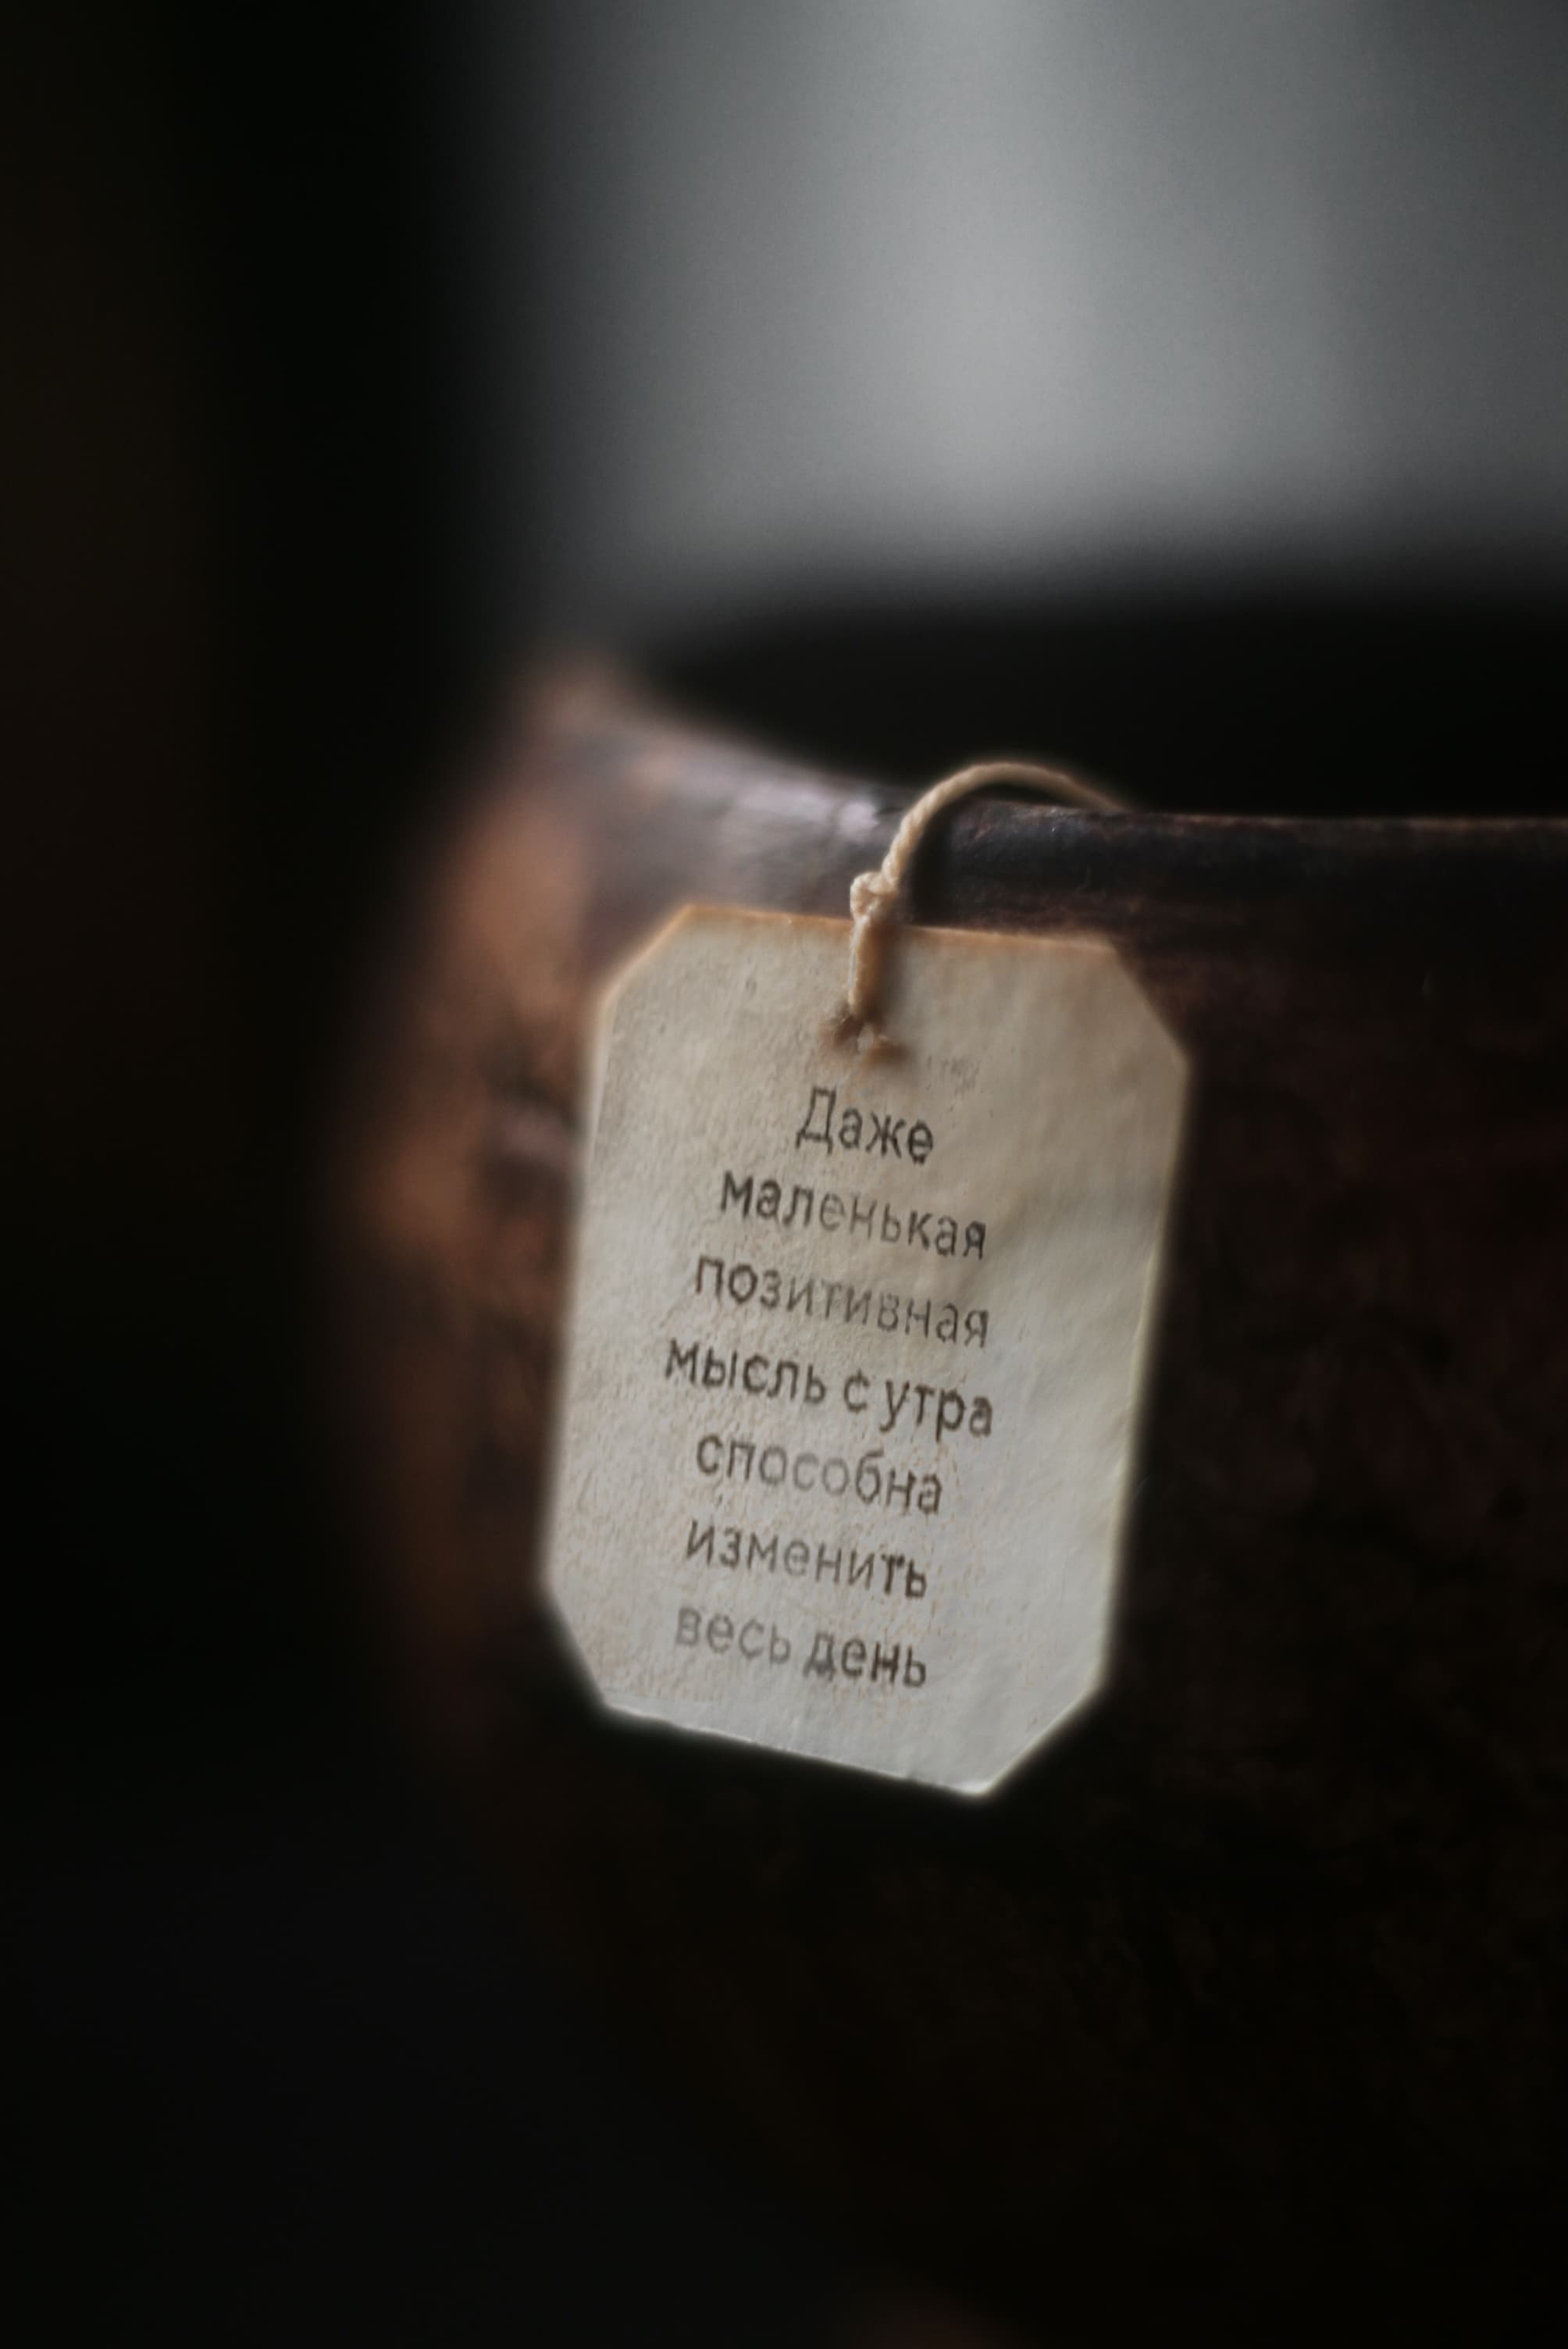 Даже
маленькая
позитивная
мысль с утра
способна
изменить
весь день